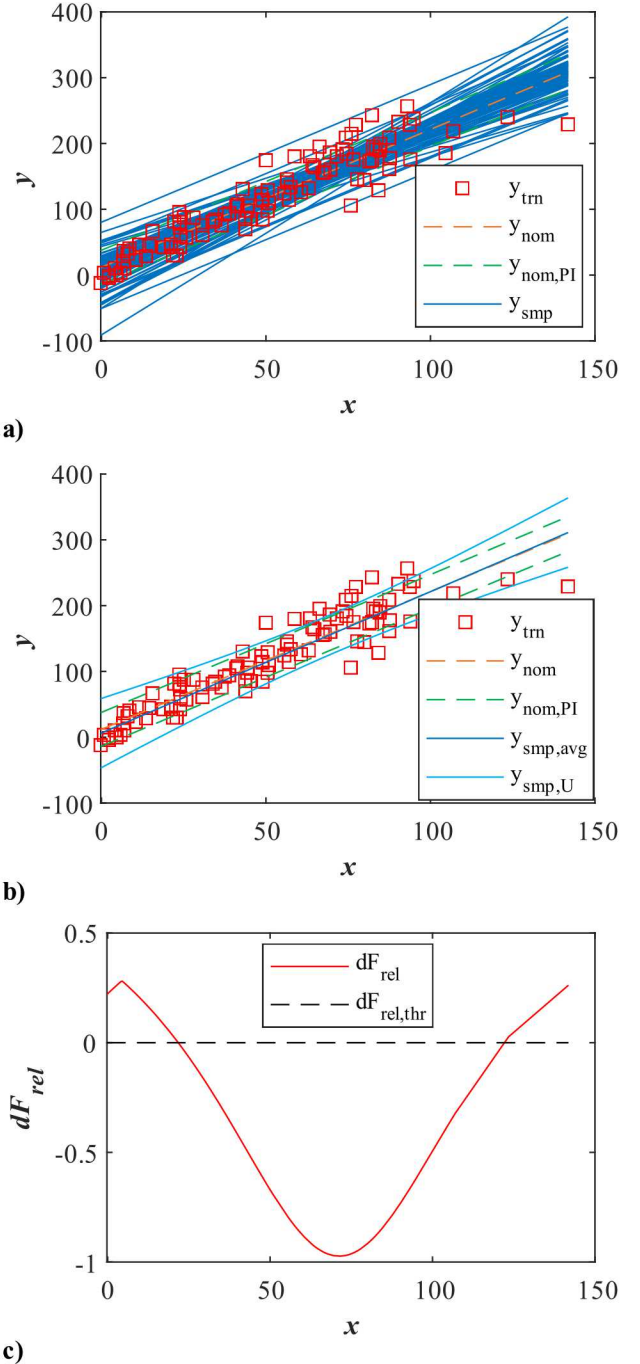 400
300
200
100
0
-100
y
0
50
100
150
x
y_trn
y_nom
y_nom,PI
y_smp
a)
400
300
200
100
0
-100
y
0
50
100
150
x
y_trn
y_nom
y_nom,PI
y_smp,avg
y_smp,U
b)
0.5
0
-0.5
-1
dF_rel
0
50
100
150
x
dF_rel
dF_rel,thr
c)